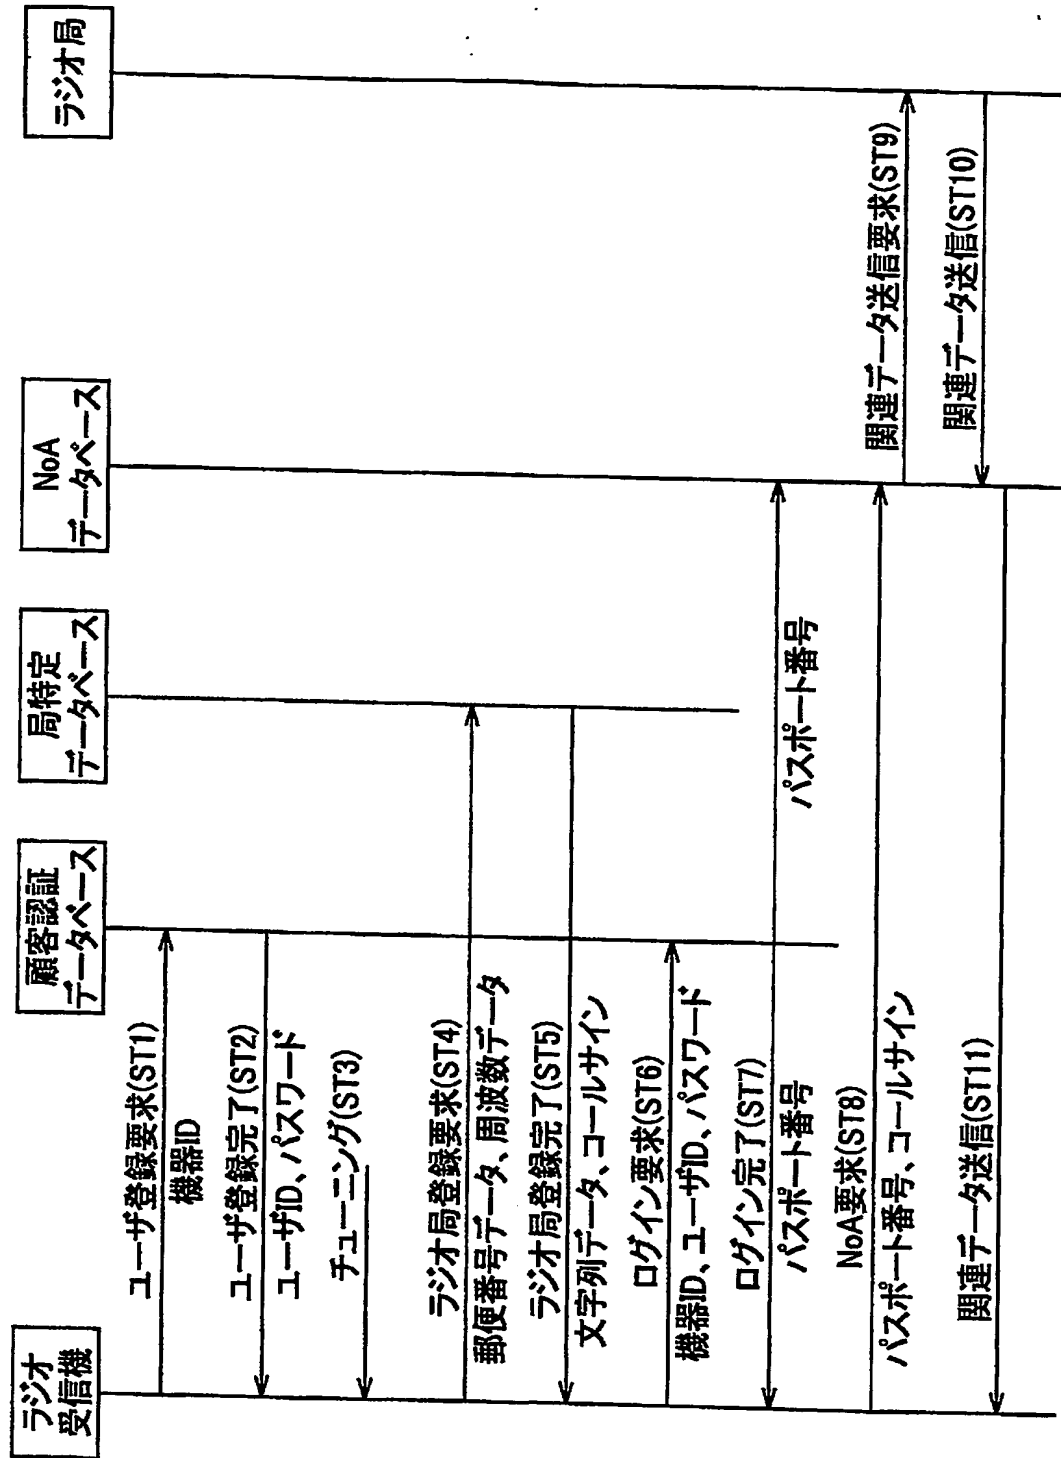 ラジオ
受信機
顧客認証
データベース
局特定
データベース
NoA
データベース
ラジオ局
ユーザ登録要求(ST1)
機器ID
ユーザ登録完了(ST2)
ユーザID、パスワード
チューニング(ST3)
ラジオ局登録要求(ST4)
郵便番号データ、周波数データ
ラジオ局登録完了(ST5)
文字列データ、コールサイン
ログイン要求(ST6)
機器ID、ユーザID、パスワード
ログイン完了(ST7)
パスポート番号
パスポート番号
NoA要求(ST8)
パスポート番号、コールサイン
関連データ送信要求(ST9)
関連データ送信(ST10)
関連データ送信(ST11)